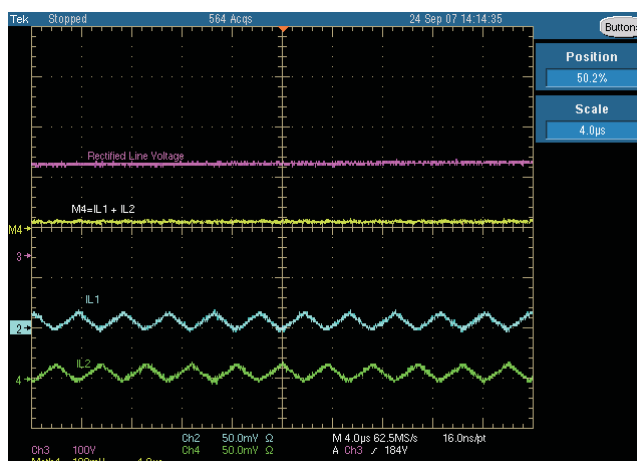 Tek Stopped 564 Acqs 24 Sep 07 14:14:35
Button
Position
50.2%
Scale
4.0µs
Rectified Line Voltage
M4=IL1 + IL2
M4
3
IL1
2
IL2
4
Ch2 50.0mV Ω M 4.0µs 62.5MS/s 16.0ns/pt
Ch3 100V Ch4 50.0mV Ω A Ch3 / 184V